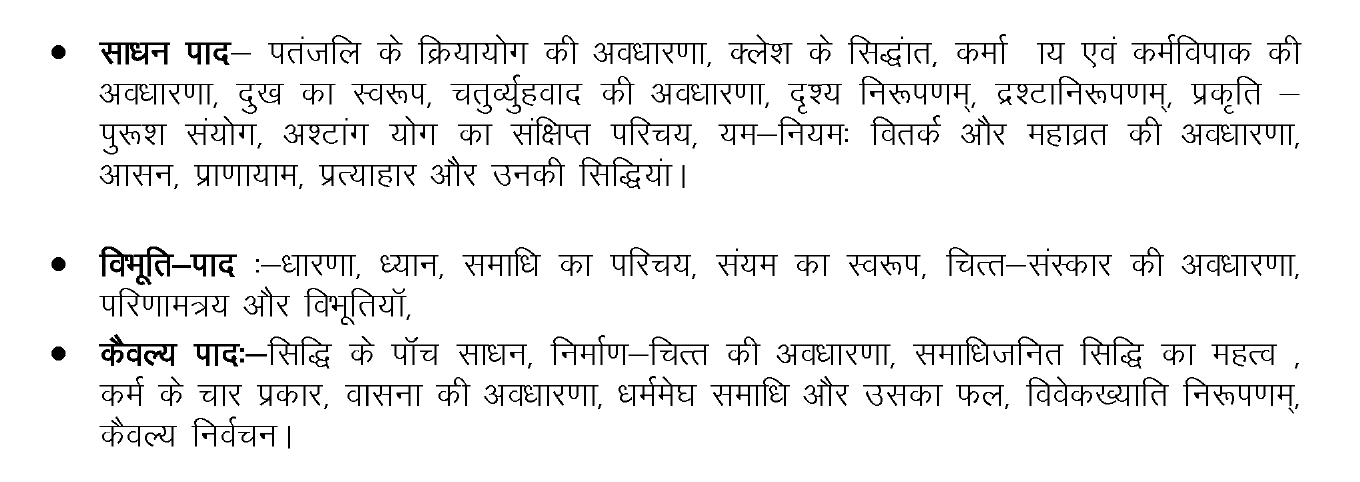 • साधन पाद– पतंजलि के क्रियायोग की अवधारणा, क्लेश के सिद्धांत, कर्मा ाय एवं कर्मविपाक की
अवधारणा, दुख का स्वरूप, चतुर्व्युहवाद की अवधारणा, दृश्य निरूपणम्, द्रश्टानिरूपणम्, प्रकृति –
पुरूश संयोग, अश्टांग योग का संक्षिप्त परिचय, यम–नियमः वितर्क और महाव्रत की अवधारणा,
आसन, प्राणायाम, प्रत्याहार और उनकी सिद्धियां।
• विभूति–पाद :–धारणा, ध्यान, समाधि का परिचय, संयम का स्वरूप, चित्त–संस्कार की अवधारणा,
परिणामत्रय और विभूतियॉ,
• कैवल्य पादः–सिद्धि के पॉच साधन, निर्माण–चित्त की अवधारणा, समाधिजनित सिद्धि का महत्व ,
कर्म के चार प्रकार, वासना की अवधारणा, धर्ममेघ समाधि और उसका फल, विवेकख्याति निरूपणम्,
कैवल्य निर्वचन।